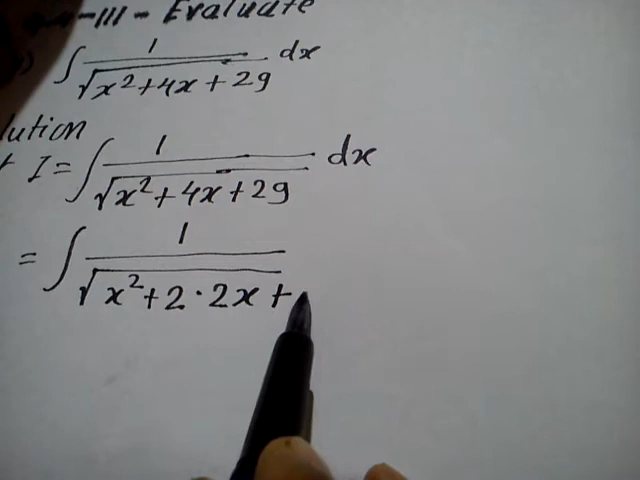 -III - Evaluate
) ∫ 1/√x²+4x+29 dx
lution
I = ∫ 1/√x²+4x+29 dx
= ∫ 1/√x²+2·2x+